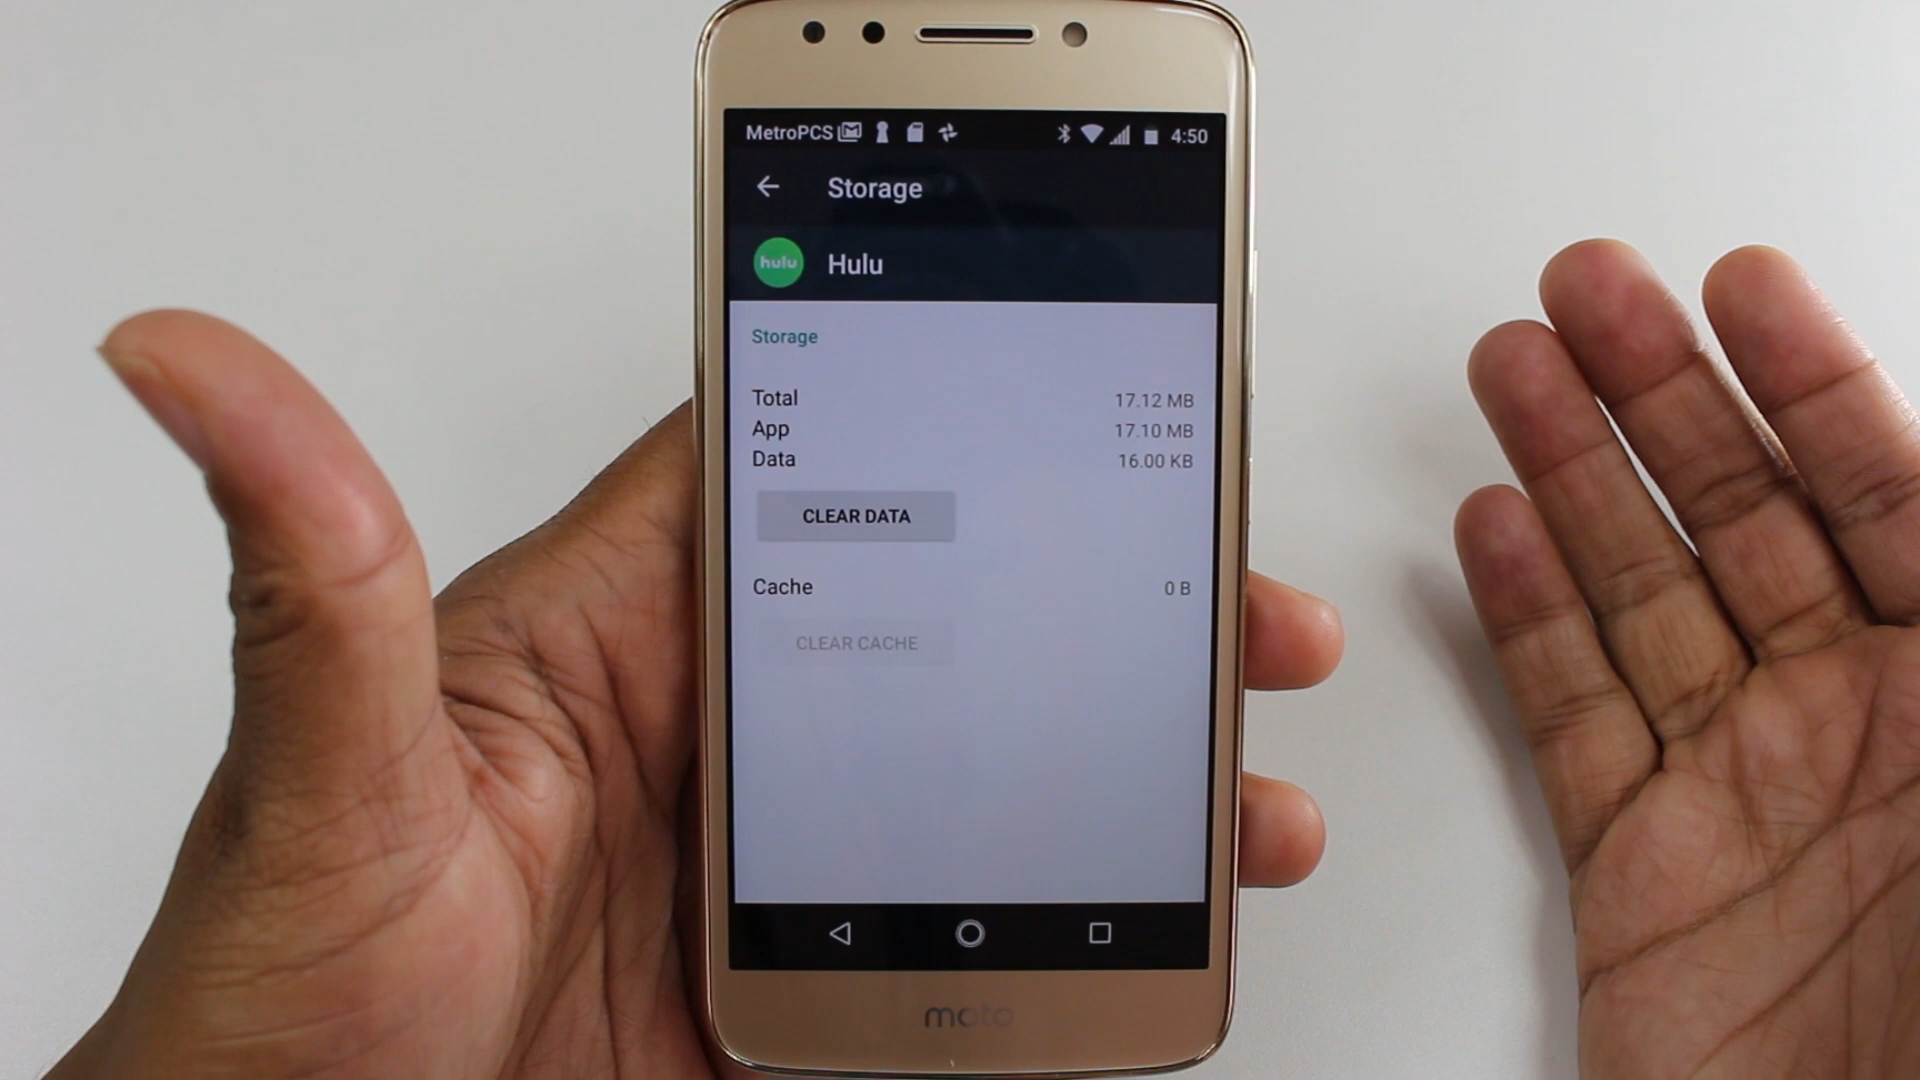 MetroPCS 4:50
Storage
hulu Hulu
Storage
Total 17.12 MB
App 17.10 MB
Data 16.00 KB
CLEAR DATA
Cache 0 B
CLEAR CACHE
moto